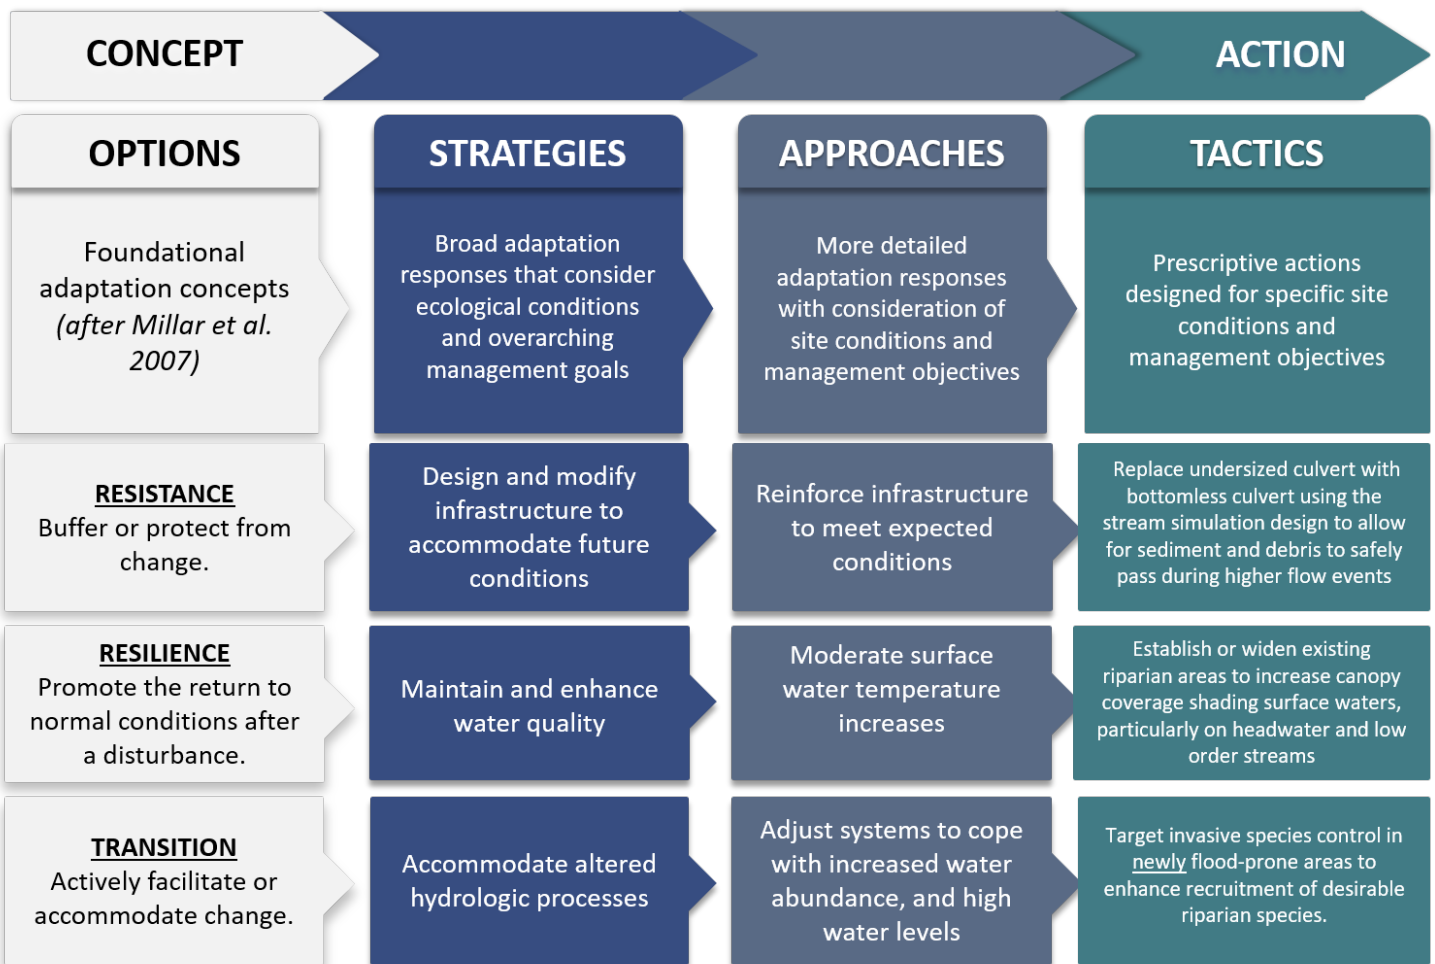 CONCEPT
ACTION
OPTIONS
STRATEGIES
APPROACHES
TACTICS
Foundational
adaptation concepts
(after Millar et al.
2007)
Broad adaptation
responses that consider
ecological conditions
and overarching
management goals
More detailed
adaptation responses
with consideration of
site conditions and
management objectives
Prescriptive actions
designed for specific site
conditions and
management objectives
RESISTANCE
Buffer or protect from
change.
Design and modify
infrastructure to
accommodate future
conditions
Reinforce infrastructure
to meet expected
conditions
Replace undersized culvert with
bottomless culvert using the
stream simulation design to allow
for sediment and debris to safely
pass during higher flow events
RESILIENCE
Promote the return to
normal conditions after
a disturbance.
Maintain and enhance
water quality
Moderate surface
water temperature
increases
Establish or widen existing
riparian areas to increase canopy
coverage shading surface waters,
particularly on headwater and low
order streams
TRANSITION
Actively facilitate or
accommodate change.
Accommodate altered
hydrologic processes
Adjust systems to cope
with increased water
abundance, and high
water levels
Target invasive species control in
newly flood-prone areas to
enhance recruitment of desirable
riparian species.